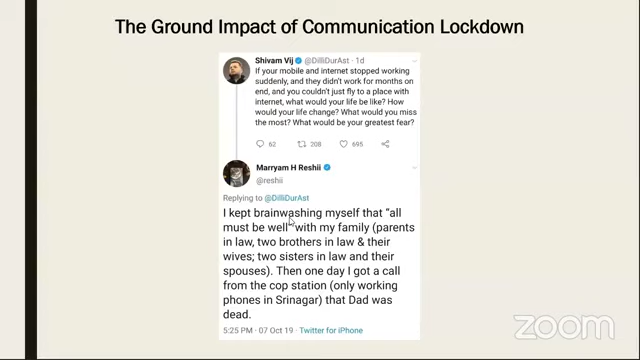 The Ground Impact of Communication Lockdown
Shivam Vij @DilliDurAst · 1d
If your mobile and internet stopped working
suddenly, and they didn't work for months on
end, and you couldn't just fly to a place with
internet, what would your life be like? How
would your life change? What would you miss
the most? What would be your greatest fear?
62 208 695
Marryam H Reshii
@reshii
Replying to @DilliDurAst
I kept brainwashing myself that “all
must be well” with my family (parents
in law, two brothers in law & their
wives; two sisters in law and their
spouses). Then one day I got a call
from the cop station (only working
phones in Srinagar) that Dad was
dead.
5:25 PM · 07 Oct 19 · Twitter for iPhone
zoom